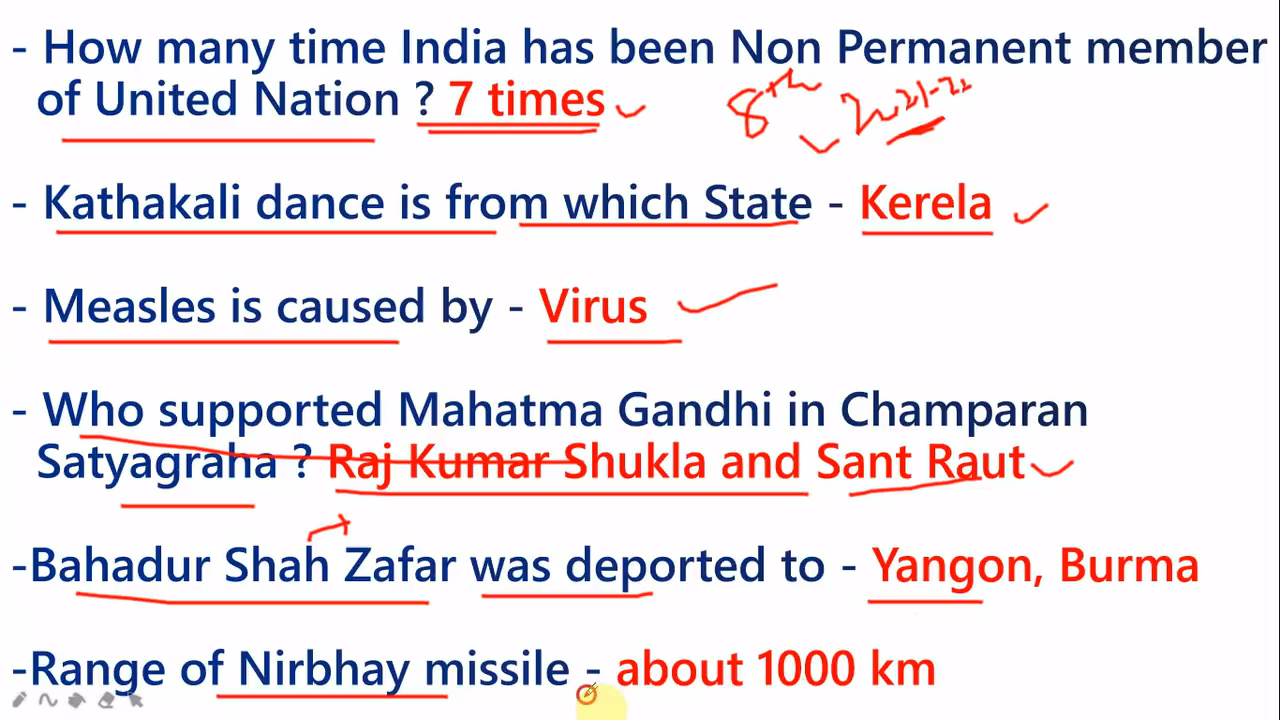 - How many time India has been Non Permanent member
of United Nation ? 7 times 8th 2021-22
- Kathakali dance is from which State - Kerela
- Measles is caused by - Virus
- Who supported Mahatma Gandhi in Champaran
Satyagraha ? Raj Kumar Shukla and Sant Raut
-Bahadur Shah Zafar was deported to - Yangon, Burma
-Range of Nirbhay missile - about 1000 km